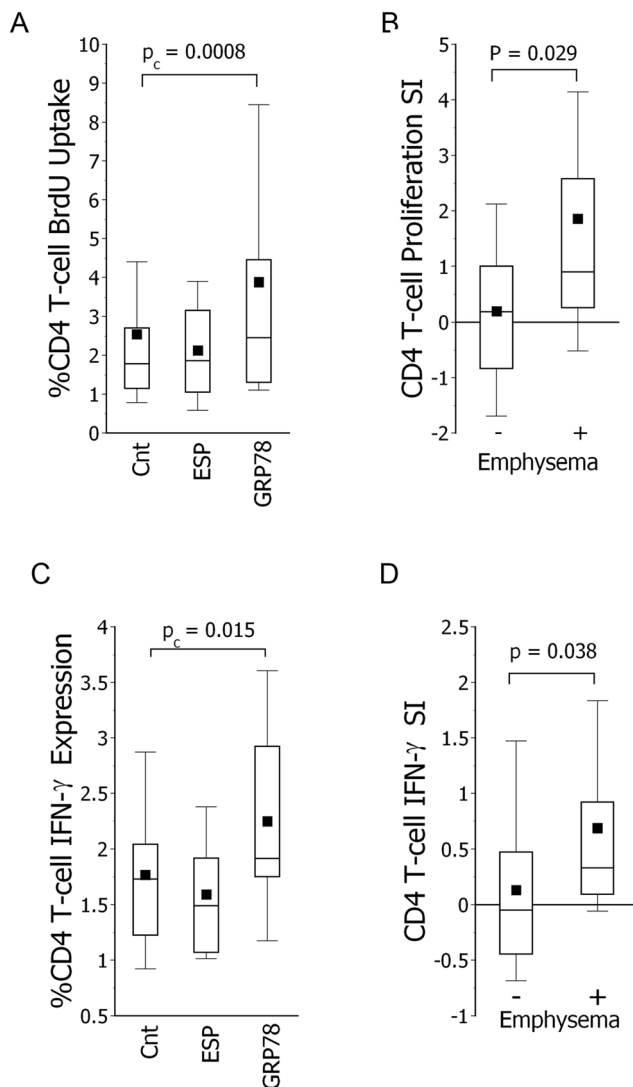 A
p_c = 0.0008
%CD4 T-cell BrdU Uptake
10
9
8
7
6
5
4
3
2
1
0
Cnt
ESP
GRP78
B
P = 0.029
CD4 T-cell Proliferation SI
5
4
3
2
1
0
-1
-2
- +
Emphysema
C
p_c = 0.015
%CD4 T-cell IFN-γ Expression
4
3.5
3
2.5
2
1.5
1
0.5
Cnt
ESP
GRP78
D
p = 0.038
CD4 T-cell IFN-γ SI
2.5
2
1.5
1
0.5
0
-0.5
-1
- +
Emphysema